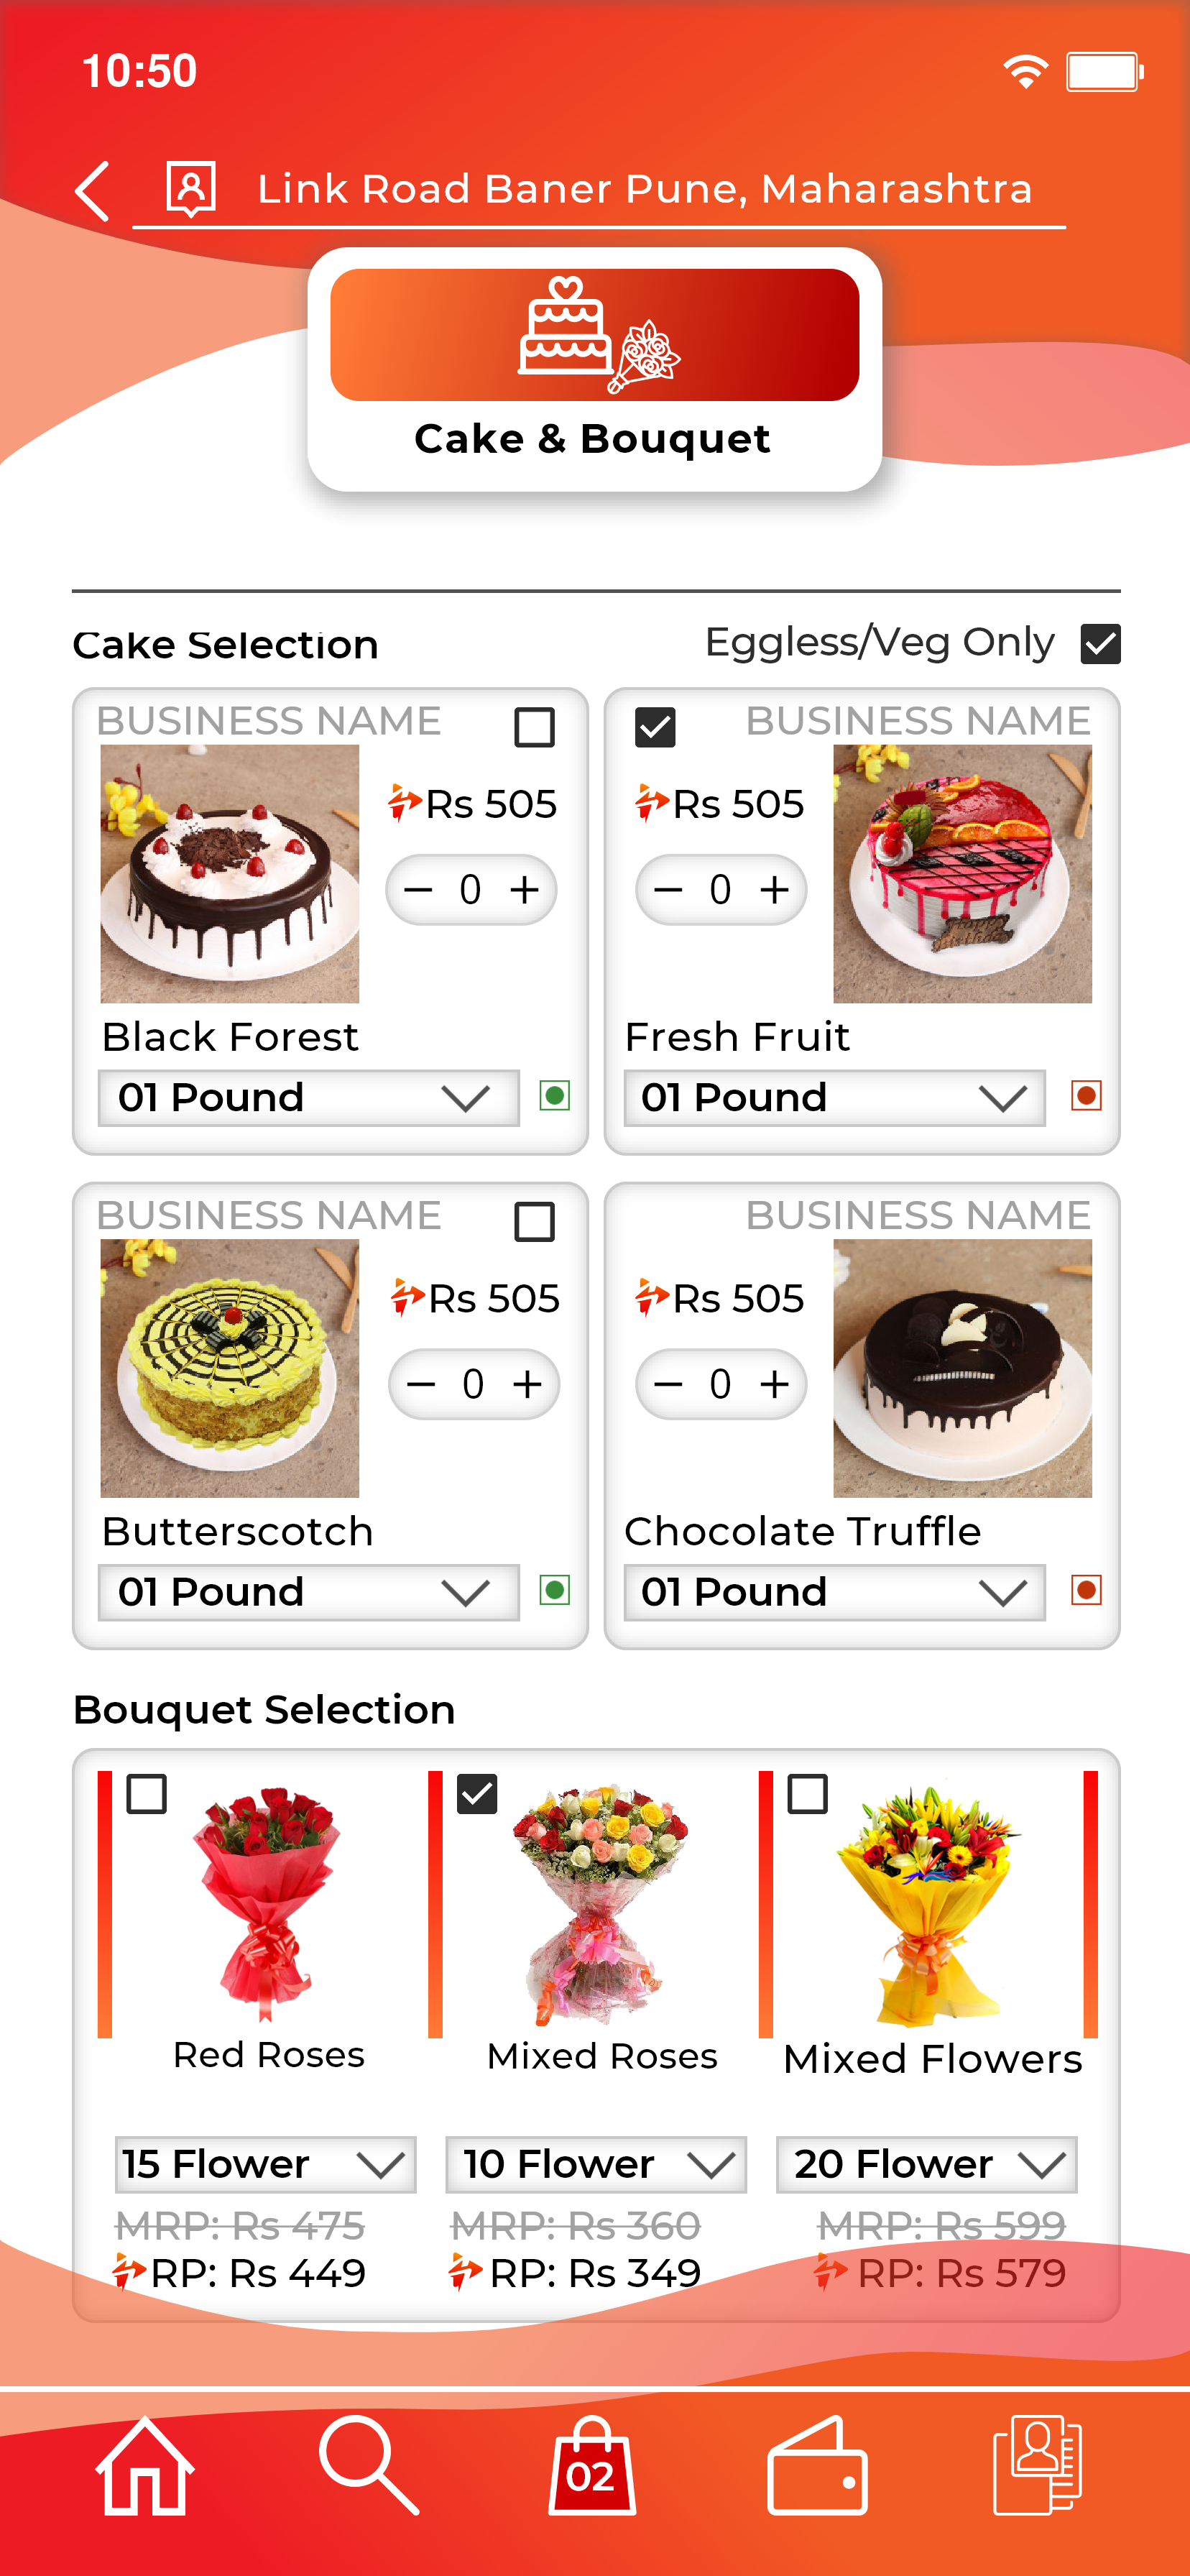 10:50
Link Road Baner Pune, Maharashtra
Cake & Bouquet
Cake Selection
Eggless/Veg Only
BUSINESS NAME
Rs 505
0
Black Forest
01 Pound
BUSINESS NAME
Rs 505
0
Happy
Birthday
Fresh Fruit
01 Pound
BUSINESS NAME
Rs 505
0
Butterscotch
01 Pound
BUSINESS NAME
Rs 505
0
Chocolate Truffle
01 Pound
Bouquet Selection
Red Roses
Mixed Roses
Mixed Flowers
15 Flower
10 Flower
20 Flower
MRP: Rs 475
MRP: Rs 360
MRP: Rs 599
RP: Rs 449
RP: Rs 349
RP: Rs 579
02